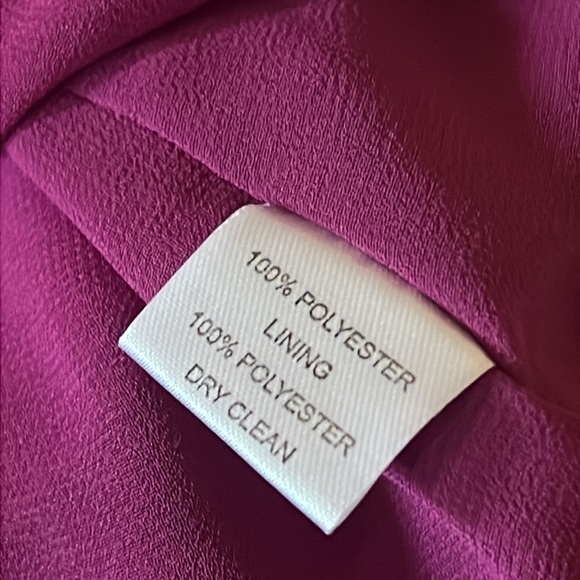 100% POLYESTER
LINING
100% POLYESTER
DRY CLEAN